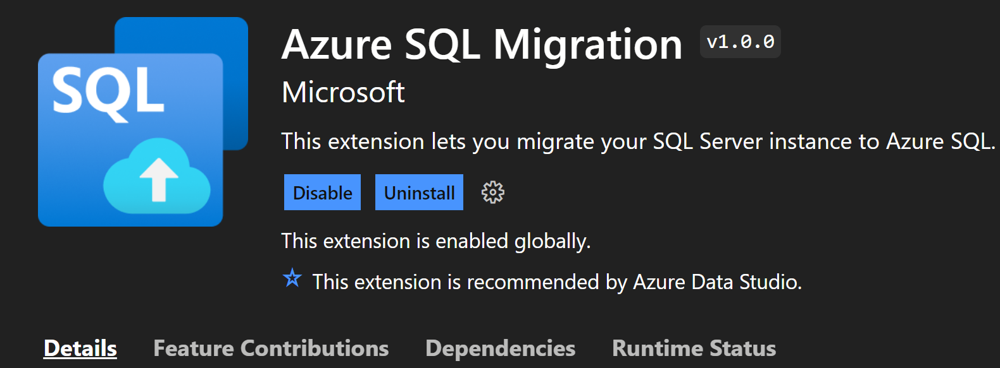 SQL
Azure SQL Migration v1.0.0
Microsoft
This extension lets you migrate your SQL Server instance to Azure SQL.
Disable Uninstall
This extension is enabled globally.
This extension is recommended by Azure Data Studio.
Details Feature Contributions Dependencies Runtime Status